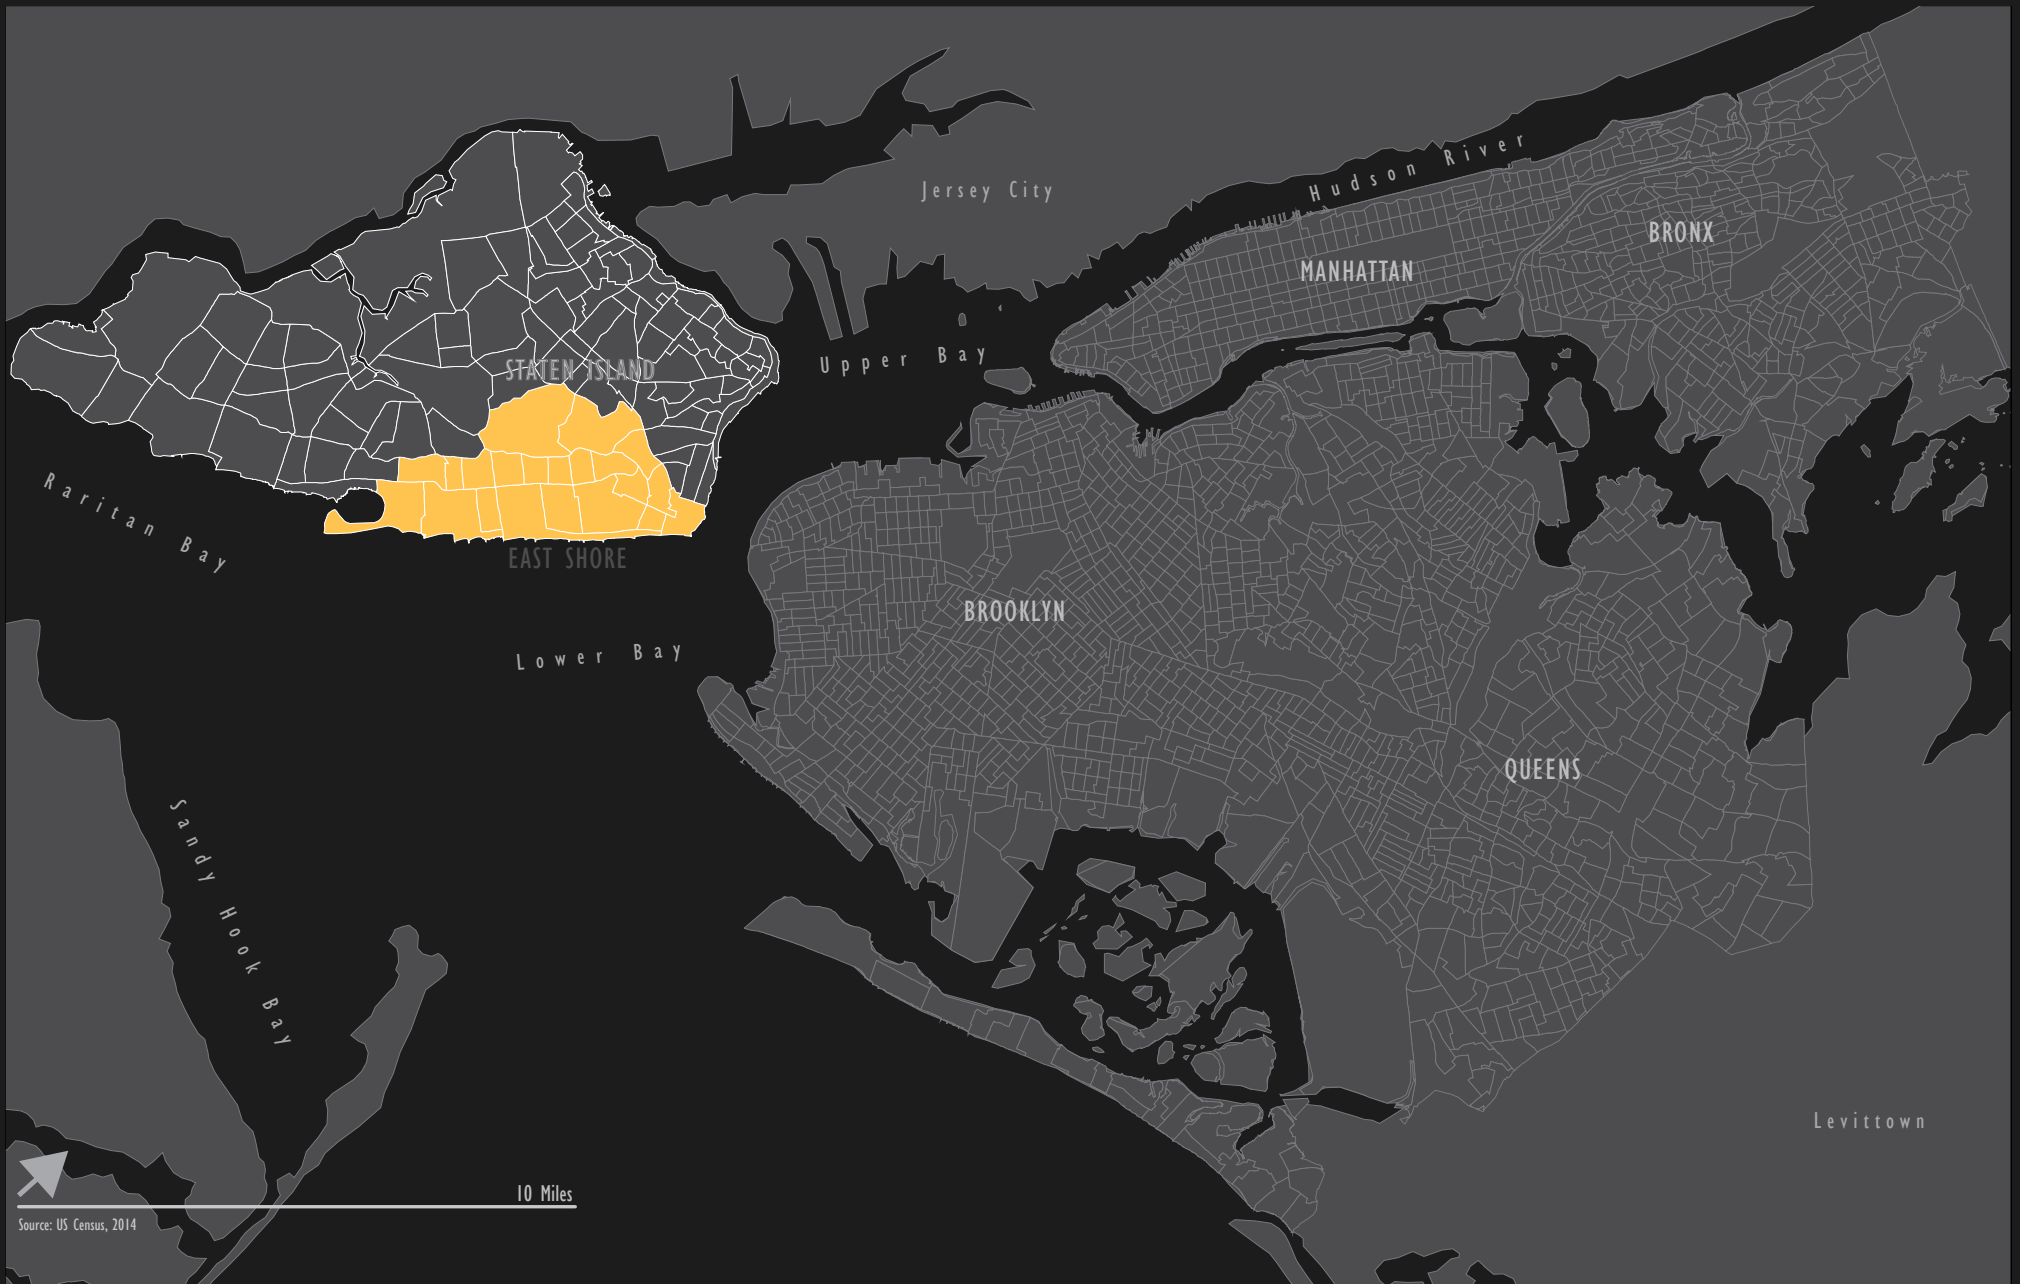 Hudson River
Jersey City
BRONX
MANHATTAN
Upper Bay
STATEN ISLAND
Raritan Bay
EAST SHORE
BROOKLYN
Lower Bay
QUEENS
Sandy Hook Bay
Levittown
10 Miles
Source: US Census, 2014